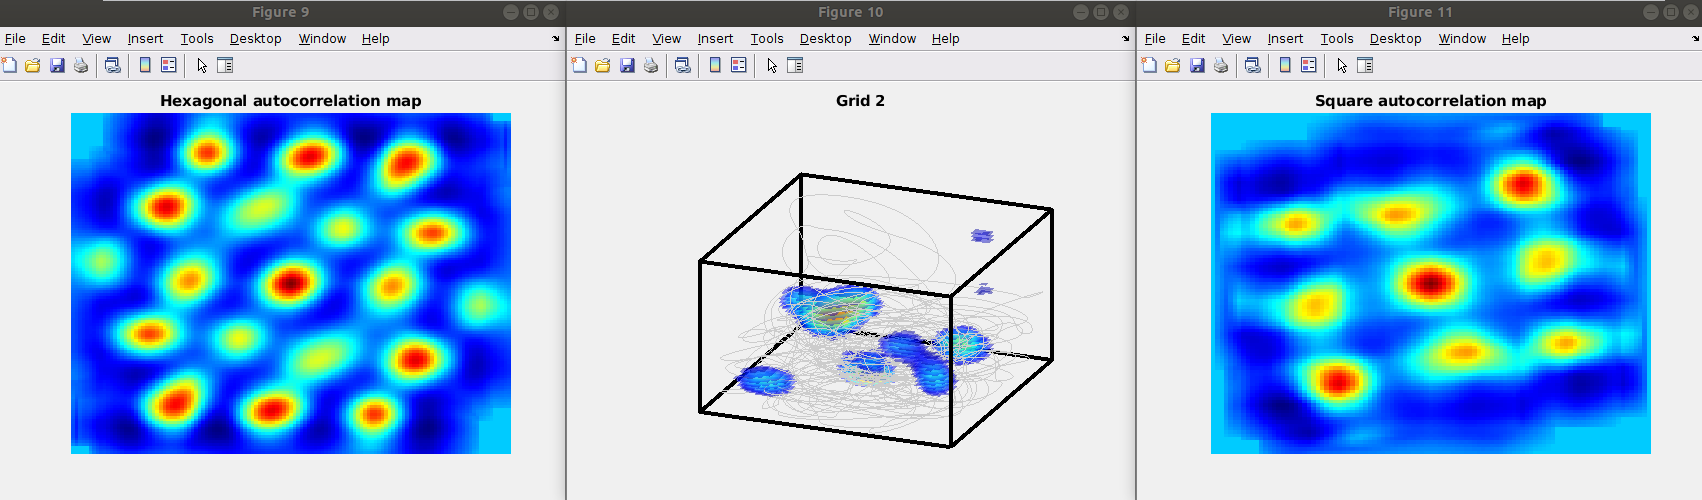 Figure 9
File Edit View Insert Tools Desktop Window Help
Hexagonal autocorrelation map
Figure 10
File Edit View Insert Tools Desktop Window Help
Grid 2
Figure 11
File Edit View Insert Tools Desktop Window Help
Square autocorrelation map